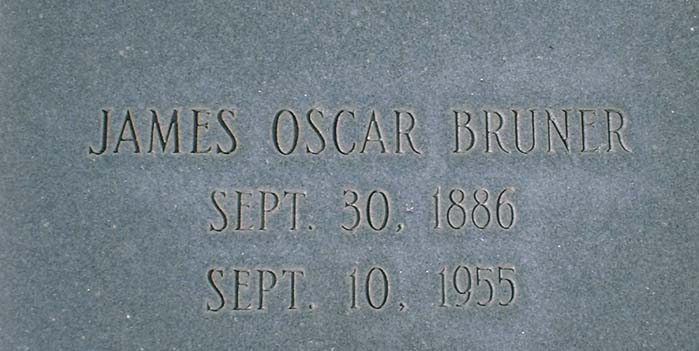 JAMES OSCAR BRUNER
SEPT. 30, 1886
SEPT. 10, 1955